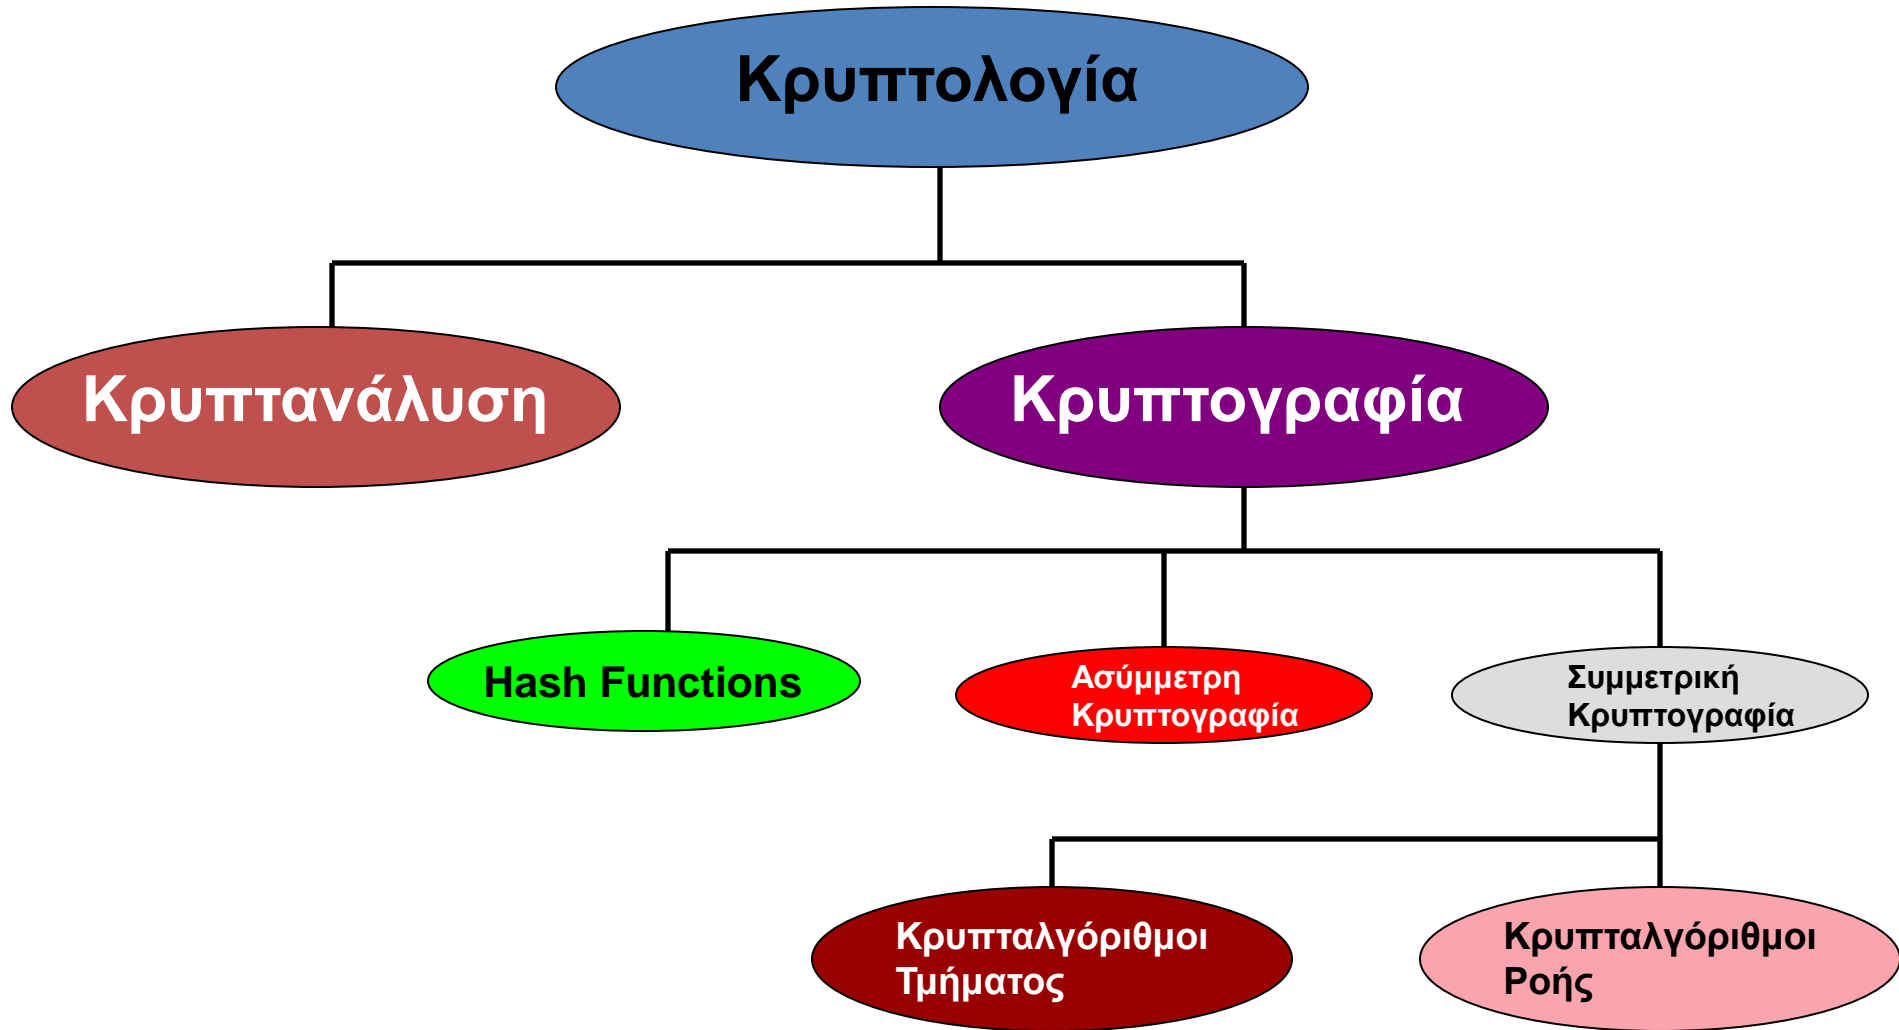 Κρυπτολογία
Κρυπτανάλυση
Κρυπτογραφία
Hash Functions
Ασύμμετρη
Κρυπτογραφία
Συμμετρική
Κρυπτογραφία
Κρυπταλγόριθμοι
Τμήματος
Κρυπταλγόριθμοι
Ροής